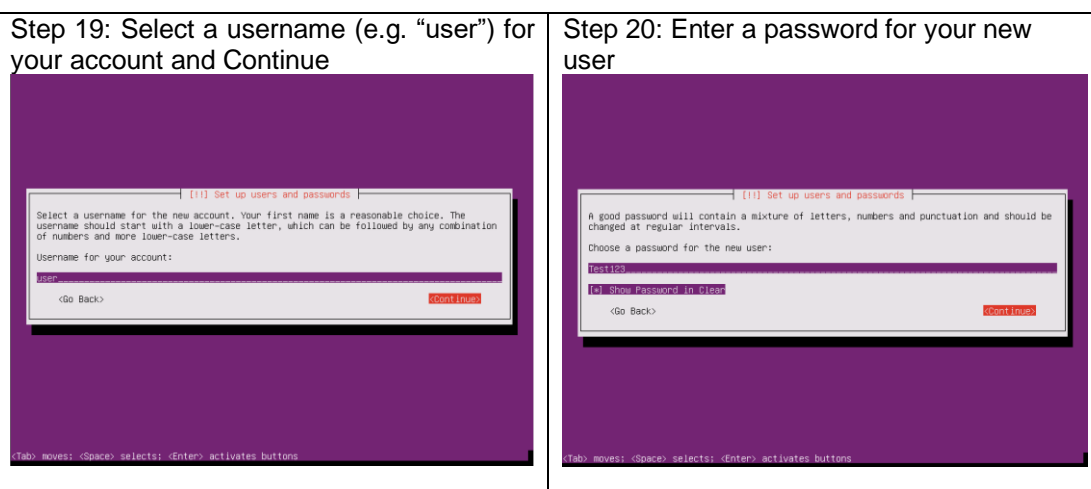 Step 19: Select a username (e.g. “user”) for
your account and Continue
[!!] Set up users and passwords
Select a username for the new account. Your first name is a reasonable choice. The
username should start with a lower-case letter, which can be followed by any combination
of numbers and more lower-case letters.
Username for your account:
user
<Go Back>
<Continue>
<Tab> moves; <Space> selects; <Enter> activates buttons
Step 20: Enter a password for your new
user
[!!] Set up users and passwords
A good password will contain a mixture of letters, numbers and punctuation and should be
changed at regular intervals.
Choose a password for the new user:
Test123
[*] Show Password in Clear
<Go Back>
<Continue>
<Tab> moves; <Space> selects; <Enter> activates buttons